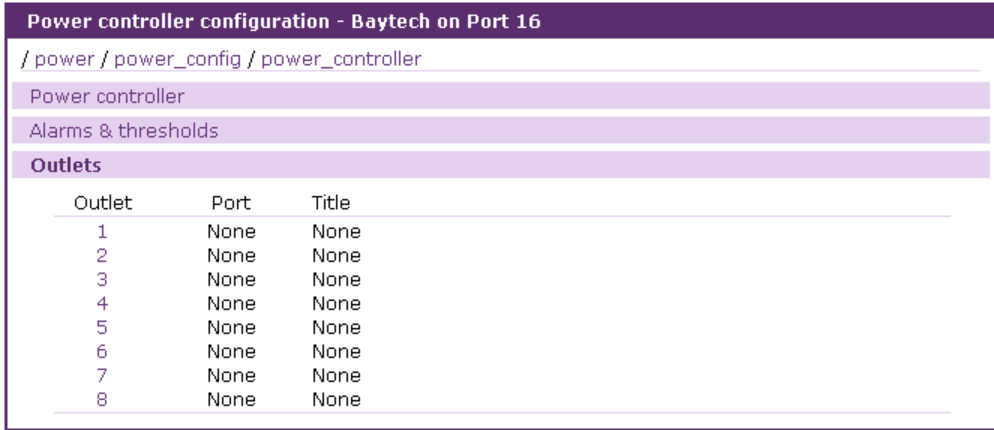 Power controller configuration - Baytech on Port 16
/ power / power_config / power_controller
Power controller
Alarms & thresholds
Outlets
Outlet Port Title
1 None None
2 None None
3 None None
4 None None
5 None None
6 None None
7 None None
8 None None